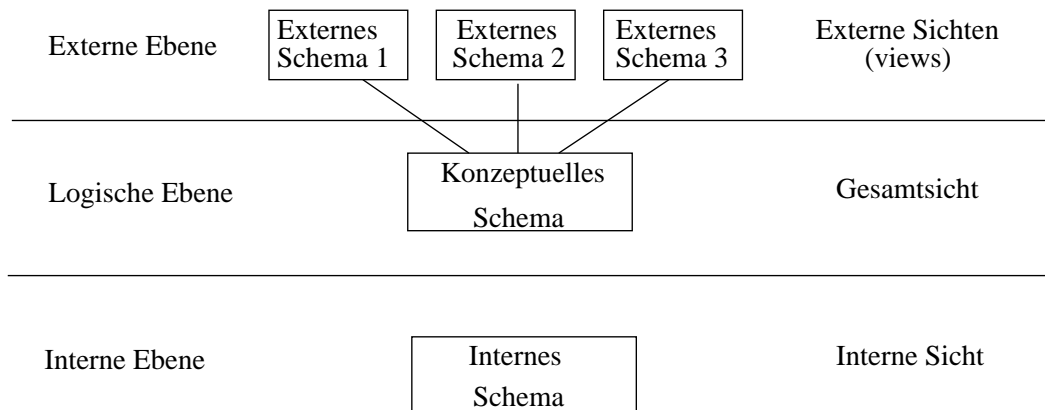 Externe Ebene
Externes
Schema 1
Externes
Schema 2
Externes
Schema 3
Externe Sichten
(views)
Logische Ebene
Konzeptuelles
Schema
Gesamtsicht
Interne Ebene
Internes
Schema
Interne Sicht